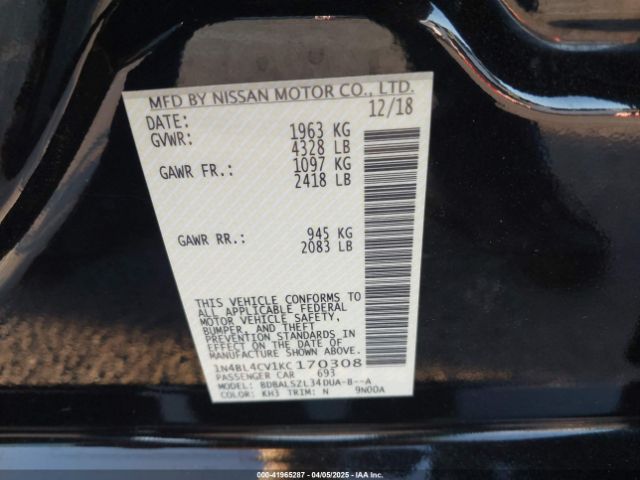 MFD BY NISSAN MOTOR CO., LTD.
DATE: 12/18
GVWR: 1963 KG
4328 LB
GAWR FR.: 1097 KG
2418 LB
GAWR RR.: 945 KG
2083 LB
THIS VEHICLE CONFORMS TO
ALL APPLICABLE FEDERAL
MOTOR VEHICLE SAFETY,
BUMPER, AND THEFT
PREVENTION STANDARDS IN
EFFECT ON THE DATE OF
MANUFACTURE SHOWN ABOVE.
1N4BL4CV1KC170308
PASSENGER CAR 693
MODEL: BDBALSZL34DUA-B--A
COLOR: KH3 TRIM: N 9N00A
000-41965287 - 04/05/2025 - IAAI.COM